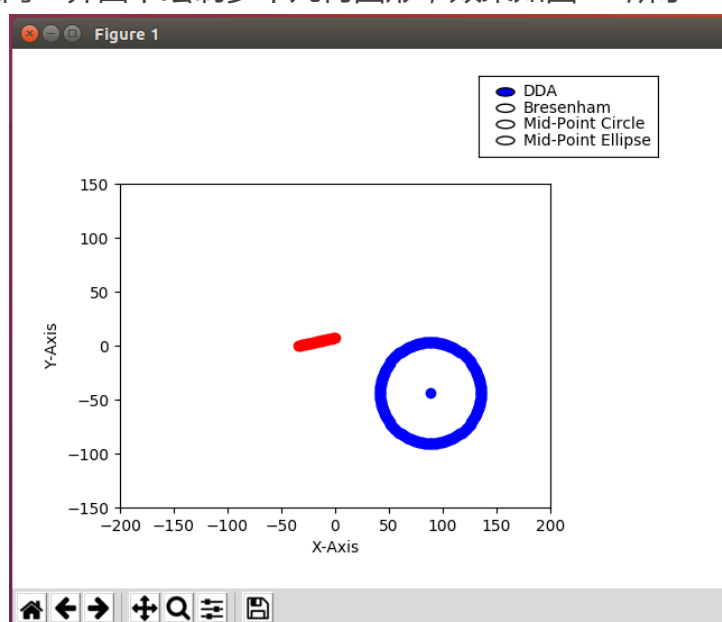 Figure 1
DDA
Bresenham
Mid-Point Circle
Mid-Point Ellipse
150
100
50
0
−50
−100
−150
Y-Axis
−200 −150 −100 −50 0 50 100 150 200
X-Axis